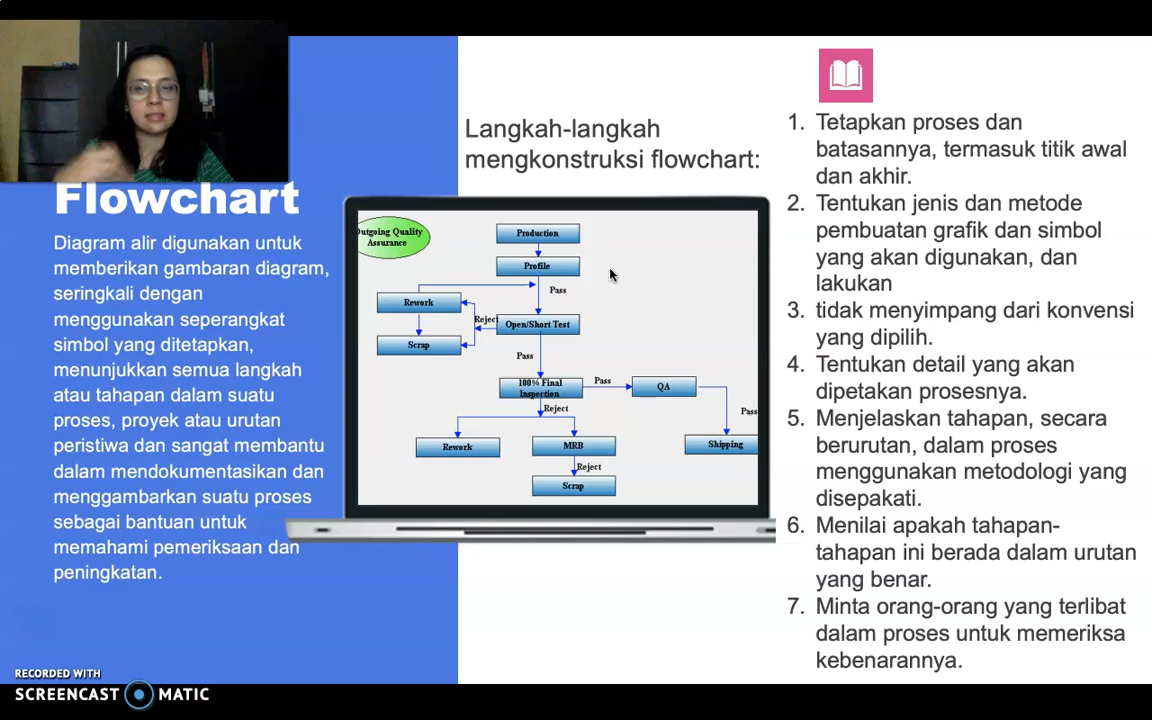 Flowchart
Diagram alir digunakan untuk
memberikan gambaran diagram,
seringkali dengan
menggunakan seperangkat
simbol yang ditetapkan,
menunjukkan semua langkah
atau tahapan dalam suatu
proses, proyek atau urutan
peristiwa dan sangat membantu
dalam mendokumentasikan dan
menggambarkan suatu proses
sebagai bantuan untuk
memahami pemeriksaan dan
peningkatan.
Langkah-langkah
mengkonstruksi flowchart:
Outgoing Quality
Assurance
Production
Profile
Pass
Rework
Reject
Open/Short Test
Scrap
Pass
100% Final
Inspection
Pass
QA
Reject
Pass
Rework
MRB
Shipping
Reject
Scrap
1. Tetapkan proses dan
batasannya, termasuk titik awal
dan akhir.
2. Tentukan jenis dan metode
pembuatan grafik dan simbol
yang akan digunakan, dan
lakukan
3. tidak menyimpang dari konvensi
yang dipilih.
4. Tentukan detail yang akan
dipetakan prosesnya.
5. Menjelaskan tahapan, secara
berurutan, dalam proses
menggunakan metodologi yang
disepakati.
6. Menilai apakah tahapan-
tahapan ini berada dalam urutan
yang benar.
7. Minta orang-orang yang terlibat
dalam proses untuk memeriksa
kebenarannya.
RECORDED WITH
SCREENCAST MATIC